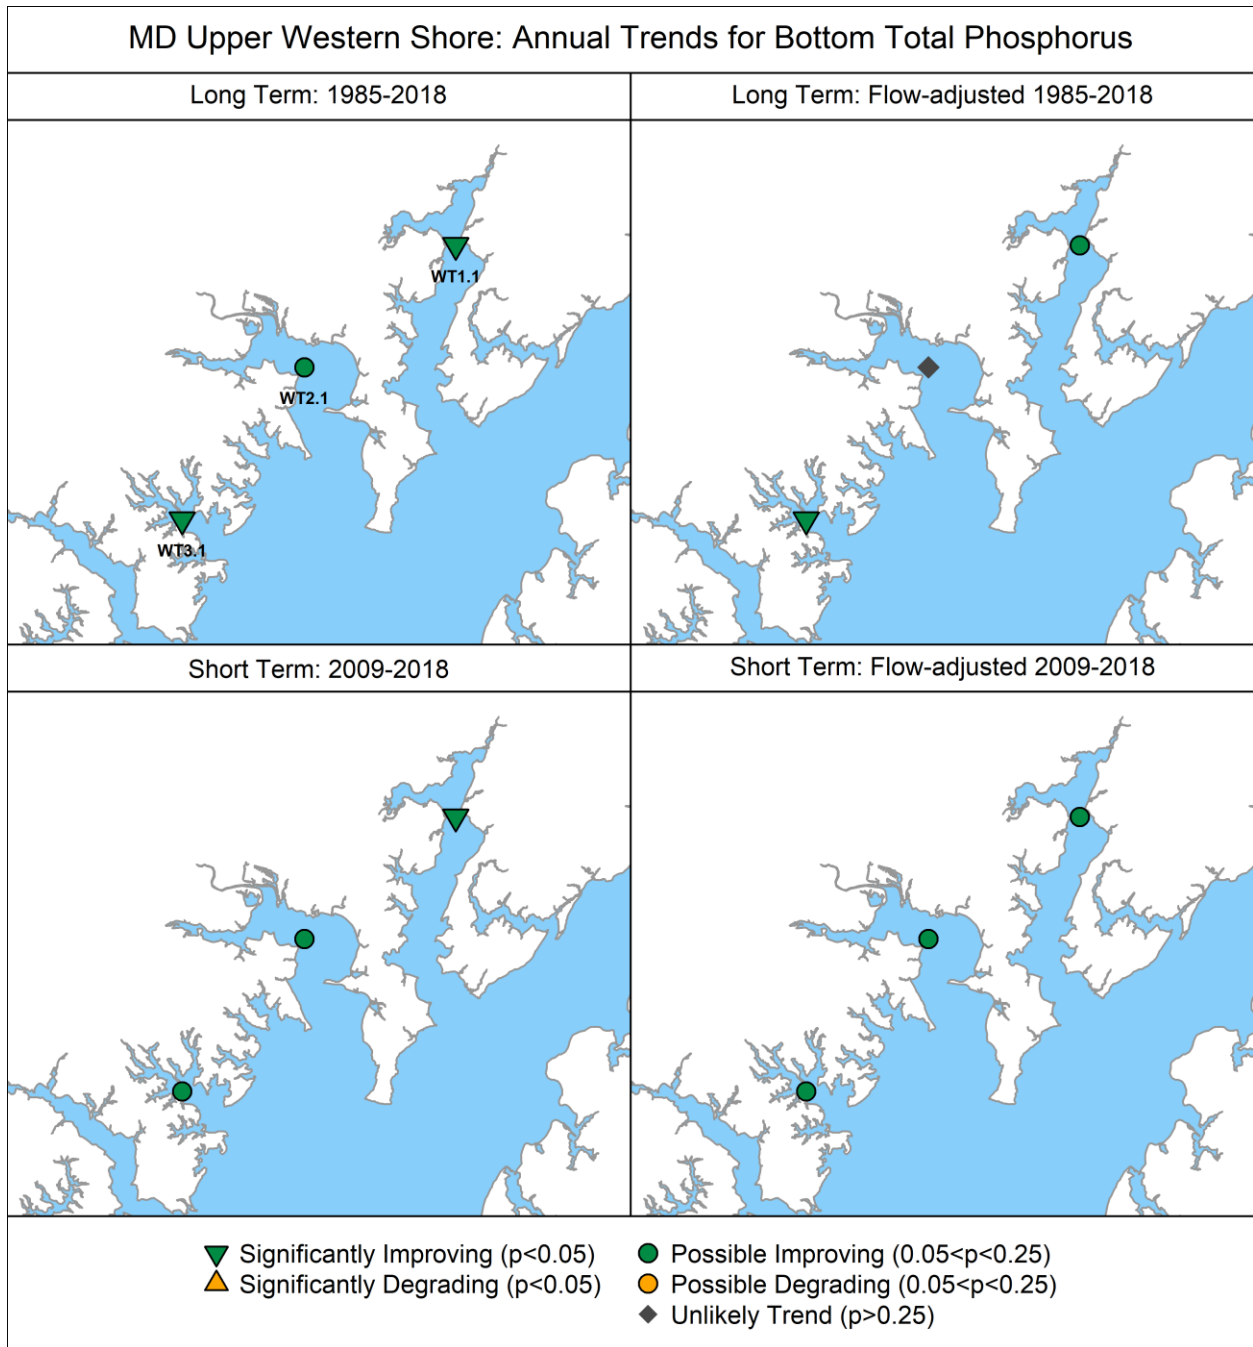 MD Upper Western Shore: Annual Trends for Bottom Total Phosphorus
Long Term: 1985-2018
Long Term: Flow-adjusted 1985-2018
WT1.1
WT2.1
WT3.1
Short Term: 2009-2018
Short Term: Flow-adjusted 2009-2018
Significantly Improving (p<0.05)
Significantly Degrading (p<0.05)
Possible Improving (0.05<p<0.25)
Possible Degrading (0.05<p<0.25)
Unlikely Trend (p>0.25)